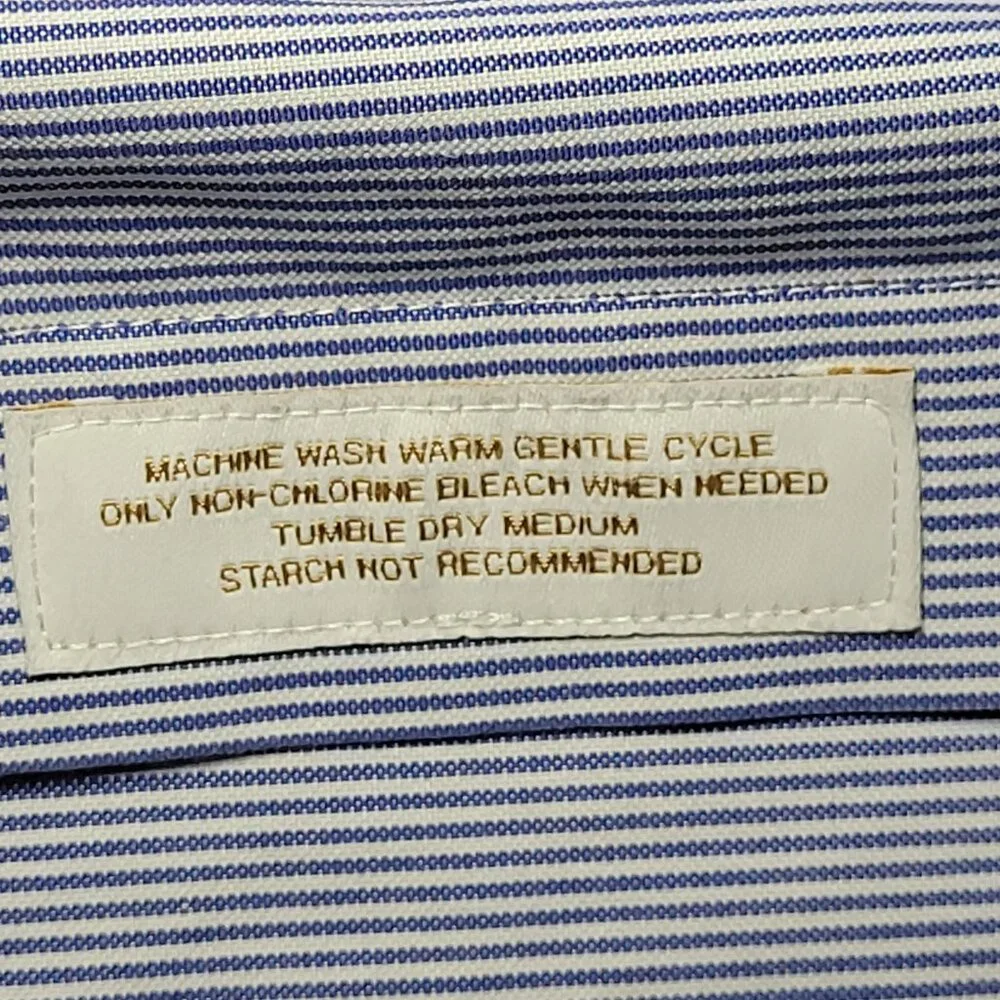 MACHINE WASH WARM GENTLE CYCLE
ONLY NON-CHLORINE BLEACH WHEN NEEDED
TUMBLE DRY MEDIUM
STARCH NOT RECOMMENDED